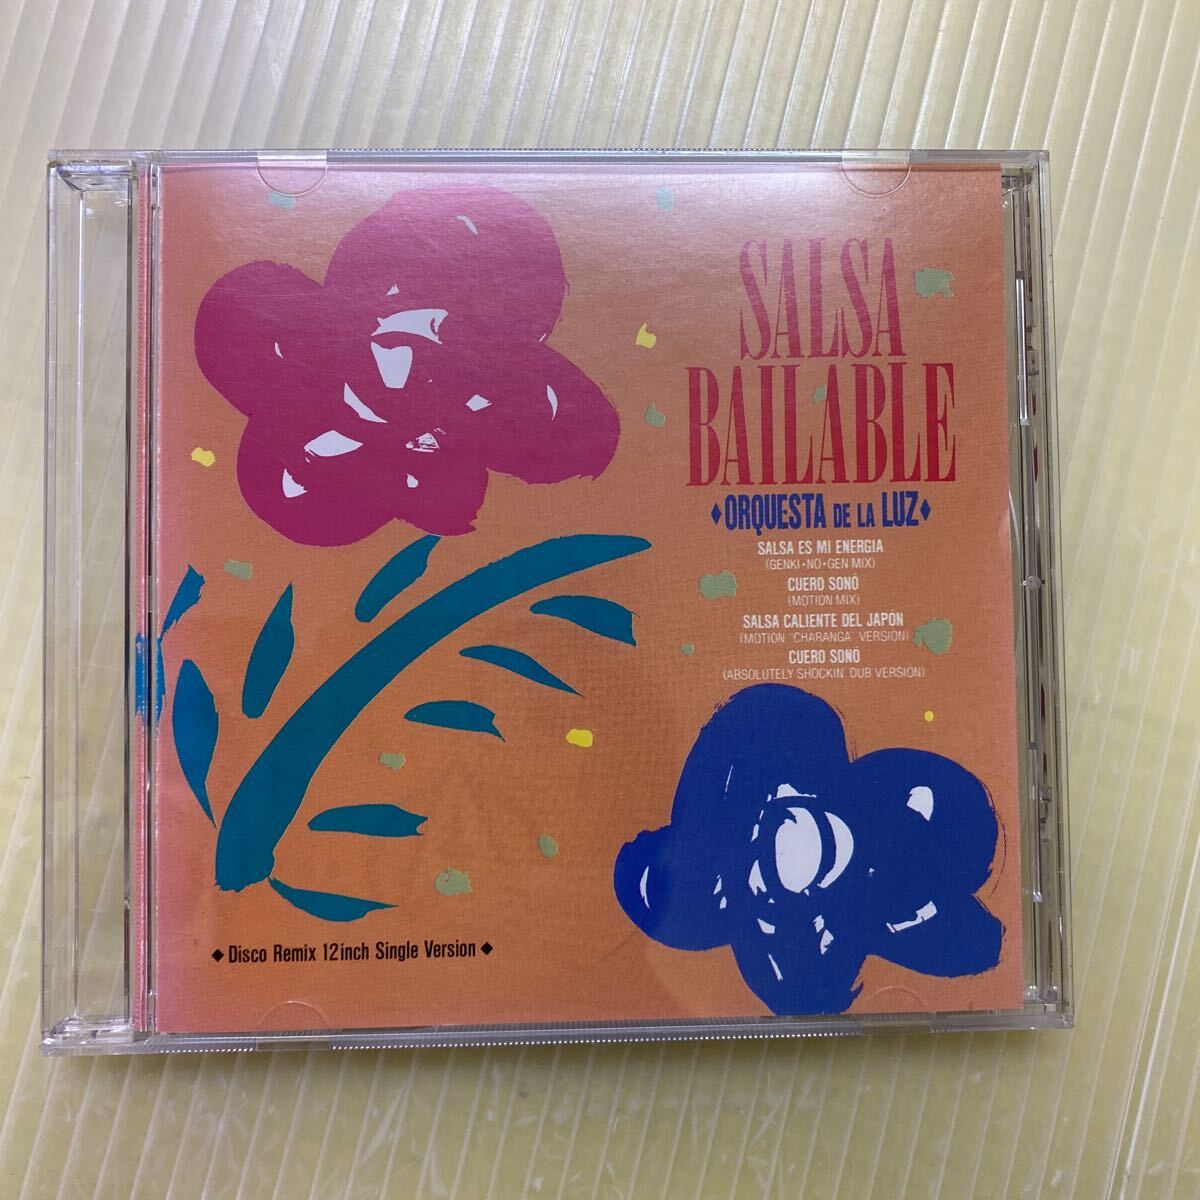 SALSA
BAILABLE
◆ORQUESTA DE LA LUZ◆
SALSA ES MI ENERGIA
(GENKI•NO•GEN MIX)
CUERO SONÓ
(MOTION MIX)
SALSA CALIENTE DEL JAPÓN
(MOTION "CHARANGA" VERSION)
CUERO SONÓ
(ABSOLUTELY SHOCKIN' DUB VERSION)
◆Disco Remix 12inch Single Version◆